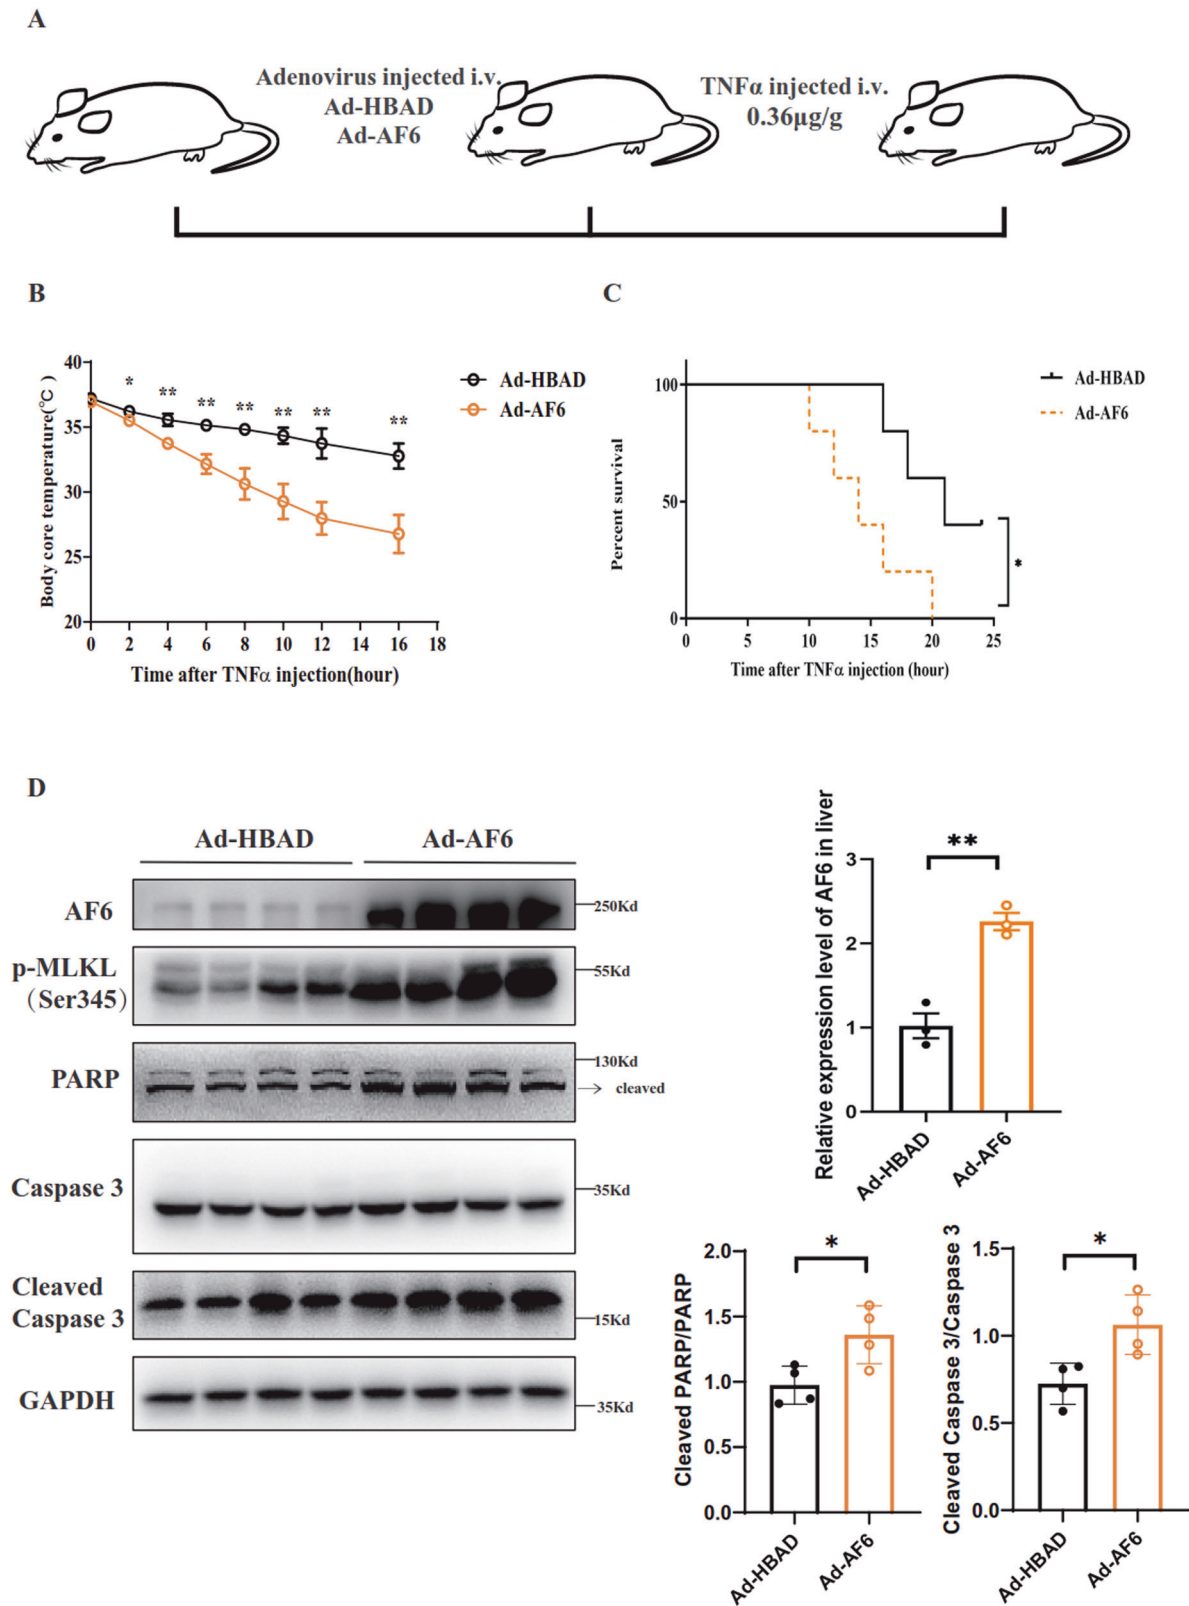 A
Adenovirus injected i.v.
Ad-HBAD
Ad-AF6
TNFα injected i.v.
0.36μg/g
B
Body core temperature(℃)
40
35
30
25
20
* ** ** ** ** ** **
0 2 4 6 8 10 12 14 16 18
Time after TNFα injection(hour)
Ad-HBAD
Ad-AF6
C
Percent survival
100
50
0
0 5 10 15 20 25
Time after TNFα injection (hour)
Ad-HBAD
Ad-AF6
*
D
Ad-HBAD Ad-AF6
AF6
250Kd
p-MLKL
(Ser345)
55Kd
PARP
130Kd
cleaved
Caspase 3
35Kd
Cleaved
Caspase 3
15Kd
GAPDH
35Kd
Relative expression level of AF6 in liver
3
2
1
0
**
Ad-HBAD
Ad-AF6
Cleaved PARP/PARP
2.0
1.5
1.0
0.5
0.0
*
Ad-HBAD
Ad-AF6
Cleaved Caspase 3/Caspase 3
1.5
1.0
0.5
0.0
*
Ad-HBAD
Ad-AF6